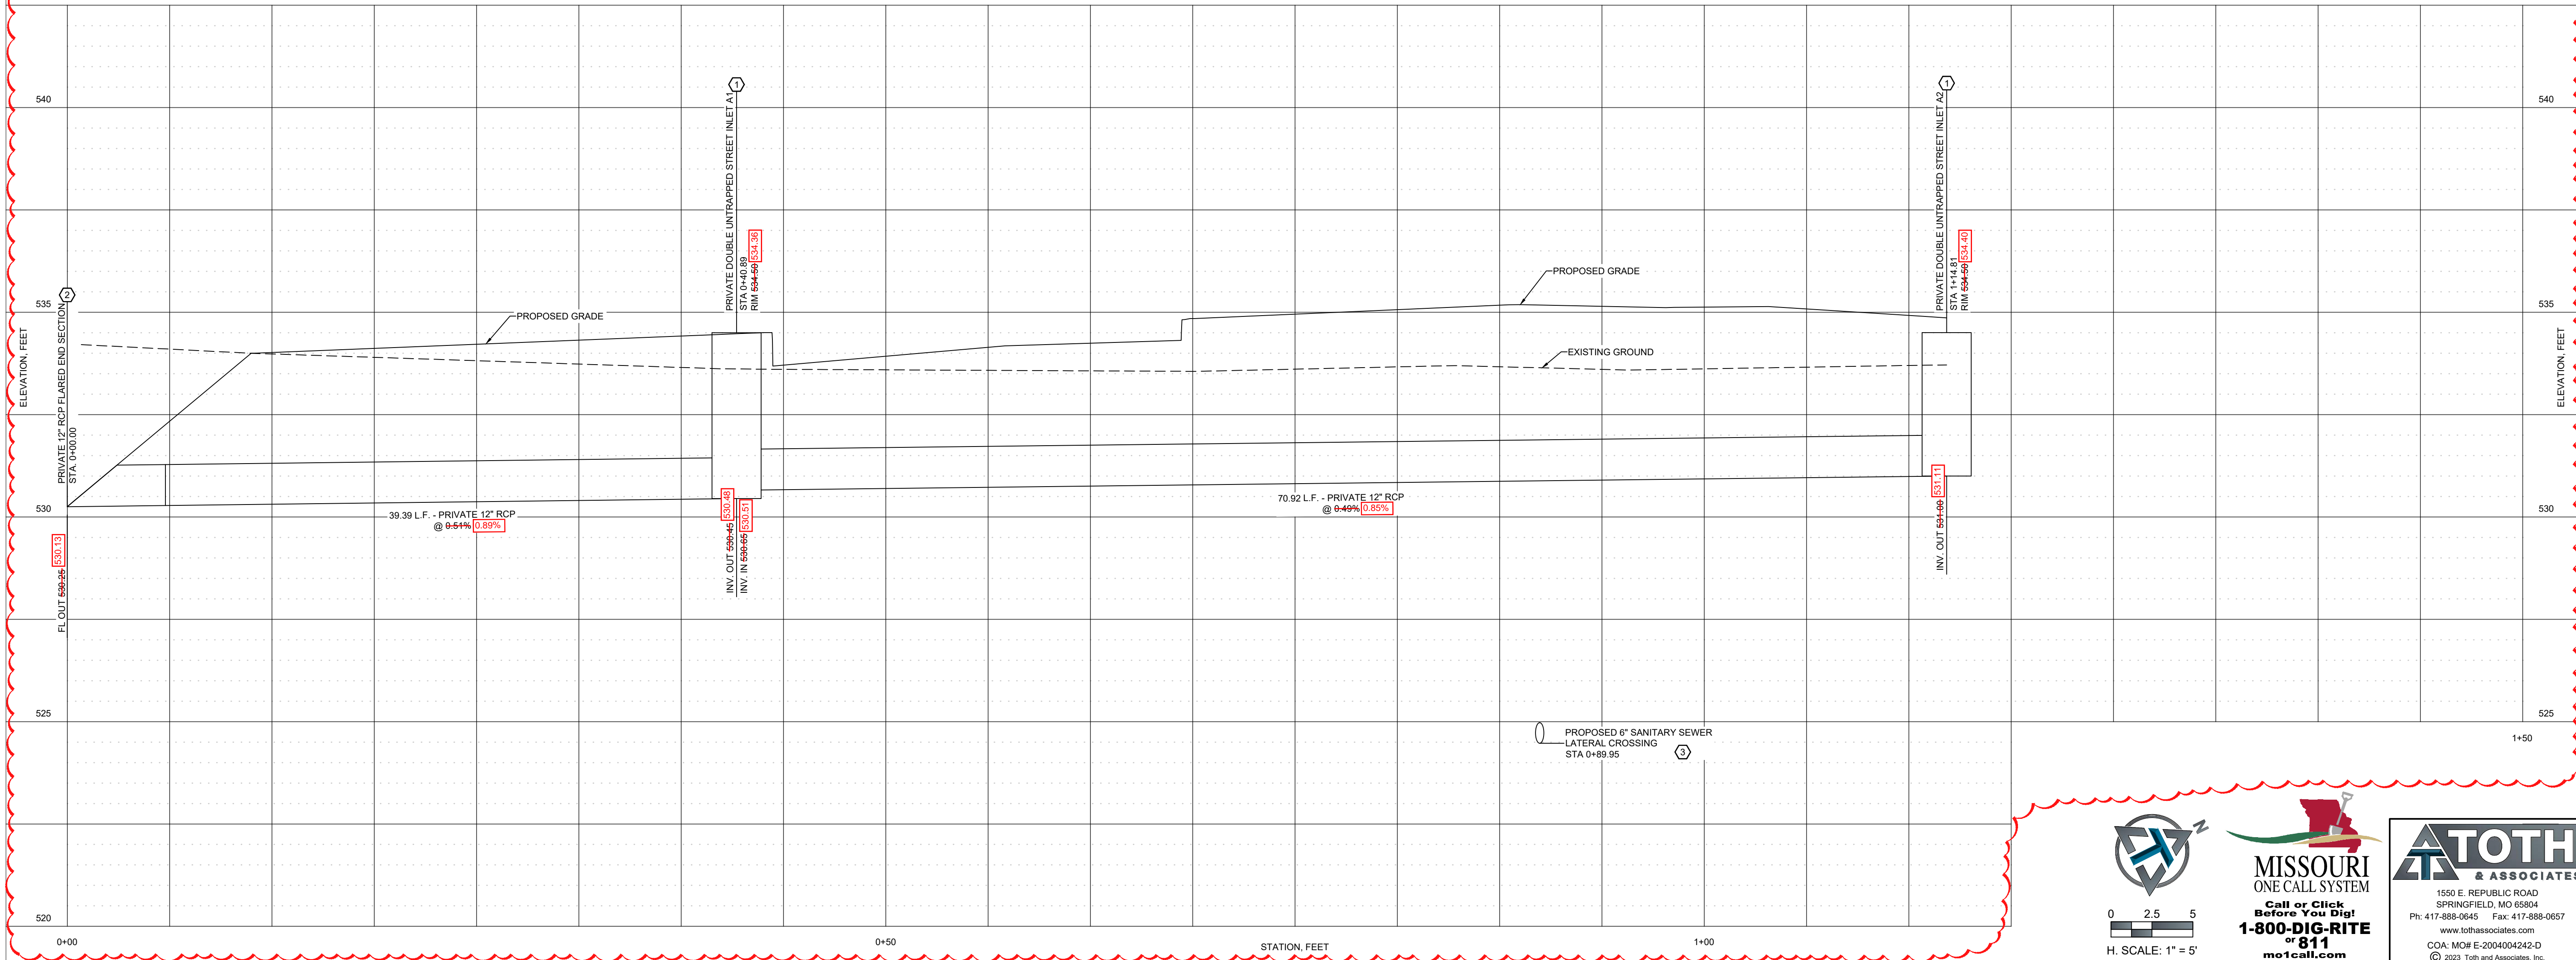 540
540
535
535
530
530
525
525
520
ELEVATION, FEET
ELEVATION, FEET
2
PRIVATE 12" RCP FLARED END SECTION
STA. 0+00.00
FL OUT 530.25
530.13
PROPOSED GRADE
39.39 L.F. - PRIVATE 12" RCP
@ 0.51% 0.89%
1
PRIVATE DOUBLE UNTRAPPED STREET INLET A1
STA 0+40.89
RIM 534.50 534.36
INV. OUT 530.45 530.48
INV. IN 530.65 530.51
PROPOSED GRADE
EXISTING GROUND
70.92 L.F. - PRIVATE 12" RCP
@ 0.49% 0.85%
1
PRIVATE DOUBLE UNTRAPPED STREET INLET A2
STA 1+14.81
RIM 534.50 534.40
INV. OUT 531.00 531.11
PROPOSED 6" SANITARY SEWER
LATERAL CROSSING
STA 0+89.95
3
0+00
0+50
1+00
1+50
STATION, FEET
N
0 2.5 5
H. SCALE: 1" = 5'
MISSOURI
ONE CALL SYSTEM
Call or Click
Before You Dig!
1-800-DIG-RITE
or 811
mo1call.com
TOTH
& ASSOCIATES
1550 E. REPUBLIC ROAD
SPRINGFIELD, MO 65804
Ph: 417-888-0645 Fax: 417-888-0657
www.tothassociates.com
COA: MO# E-2004004242-D
© 2023 Toth and Associates, Inc.